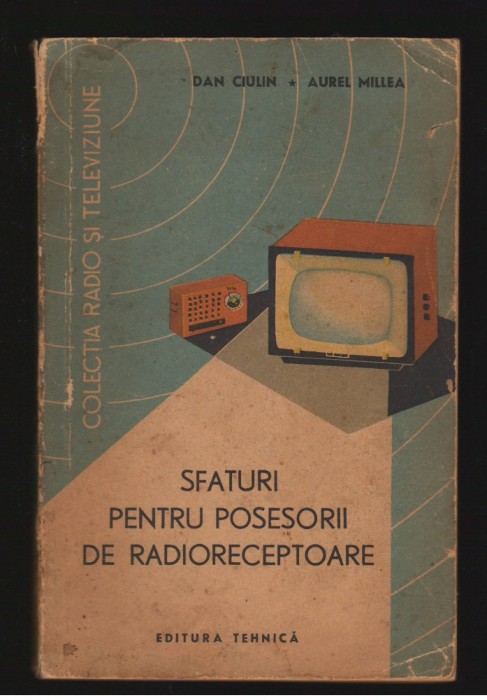 DAN CIULIN ★ AUREL MILLEA
COLECȚIA RADIO ȘI TELEVIZIUNE
SFATURI
PENTRU POSESORII
DE RADIORECEPTOARE
EDITURA TEHNICĂ